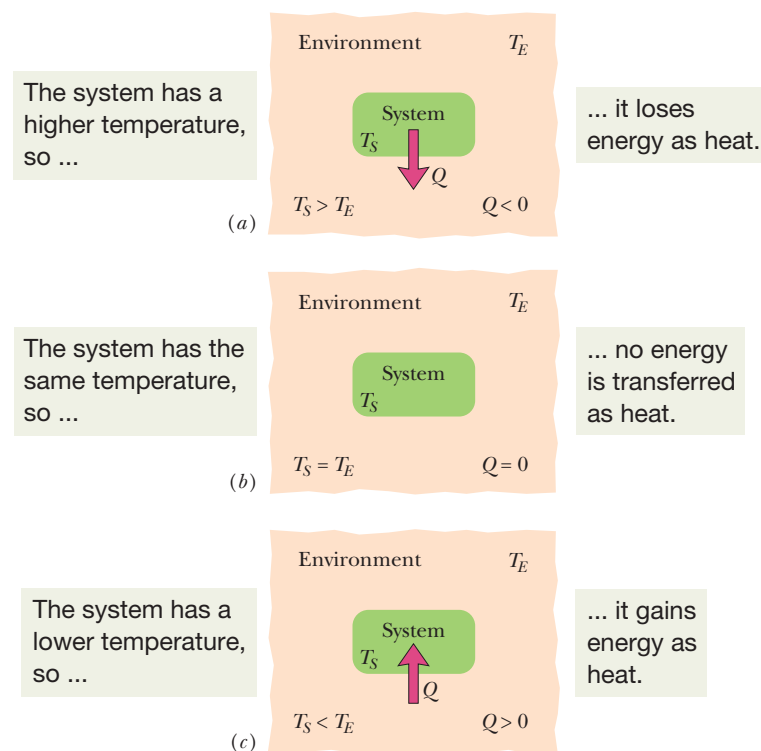 Environment T_E
The system has a
higher temperature,
so ...
System
T_S
Q
... it loses
energy as heat.
T_S > T_E Q < 0
(a)
Environment T_E
The system has the
same temperature,
so ...
System
T_S
... no energy
is transferred
as heat.
T_S = T_E Q = 0
(b)
Environment T_E
The system has a
lower temperature,
so ...
System
T_S
Q
... it gains
energy as
heat.
T_S < T_E Q > 0
(c)